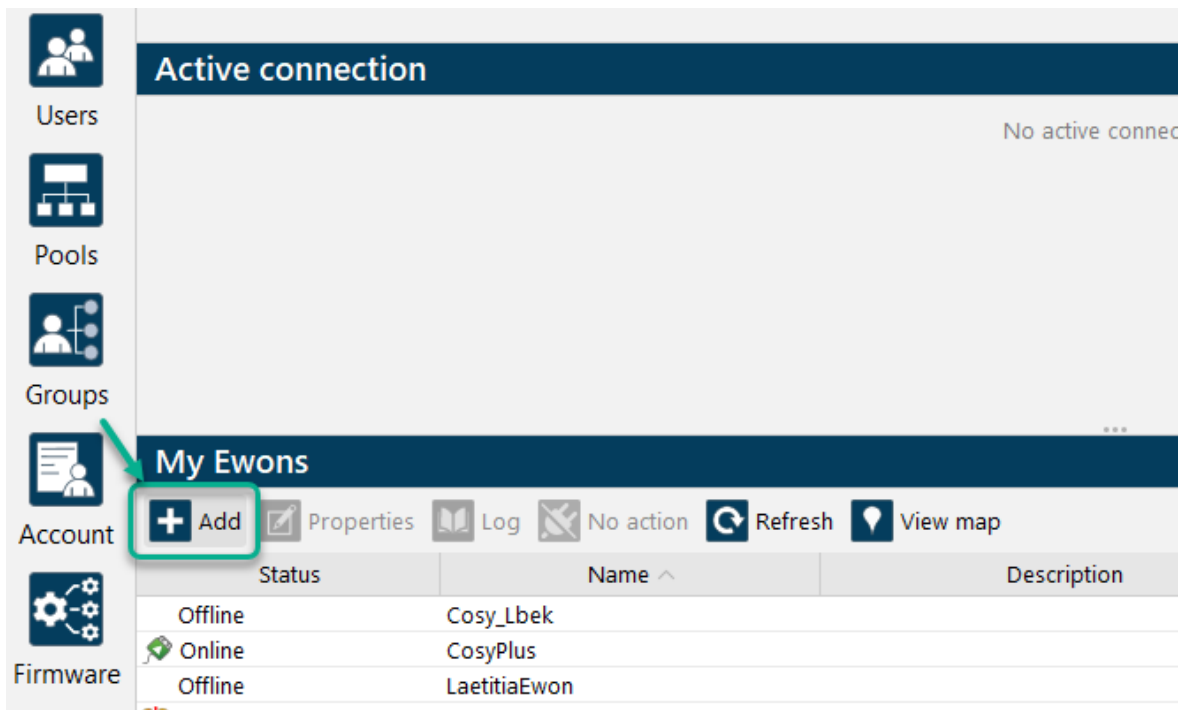 Users
Pools
Groups
Account
Firmware
Active connection
No active connec
My Ewons
Add Properties Log No action Refresh View map
Status Name Description
Offline Cosy_Lbek
Online CosyPlus
Offline LaetitiaEwon